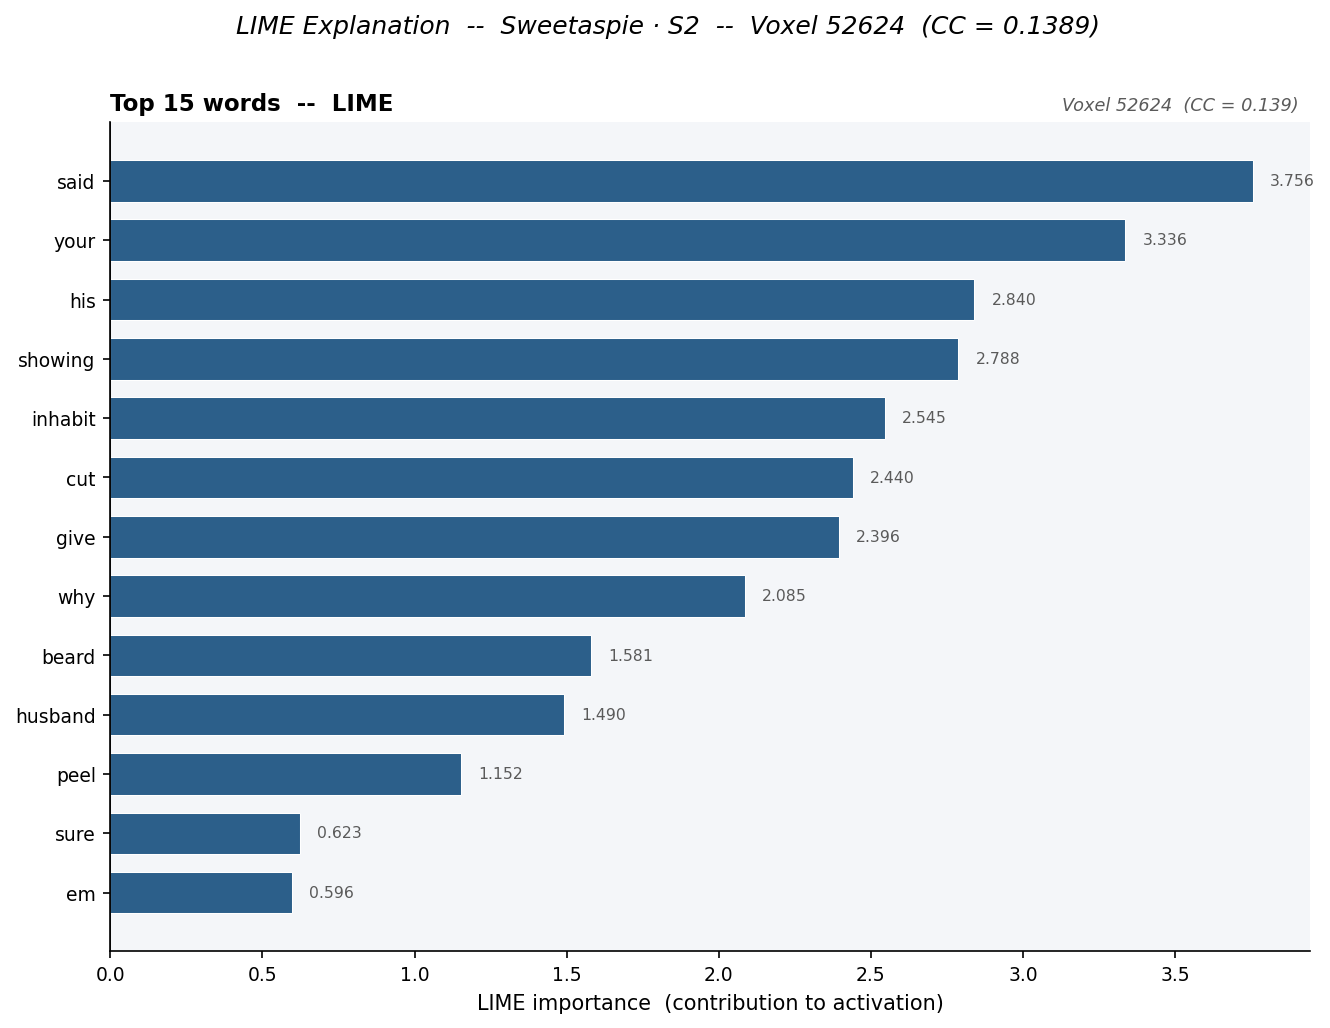 LIME Explanation -- Sweetaspie · S2 -- Voxel 52624 (CC = 0.1389)
Top 15 words -- LIME
Voxel 52624 (CC = 0.139)
said 3.756
your 3.336
his 2.840
showing 2.788
inhabit 2.545
cut 2.440
give 2.396
why 2.085
beard 1.581
husband 1.490
peel 1.152
sure 0.623
em 0.596
0.0 0.5 1.0 1.5 2.0 2.5 3.0 3.5
LIME importance (contribution to activation)